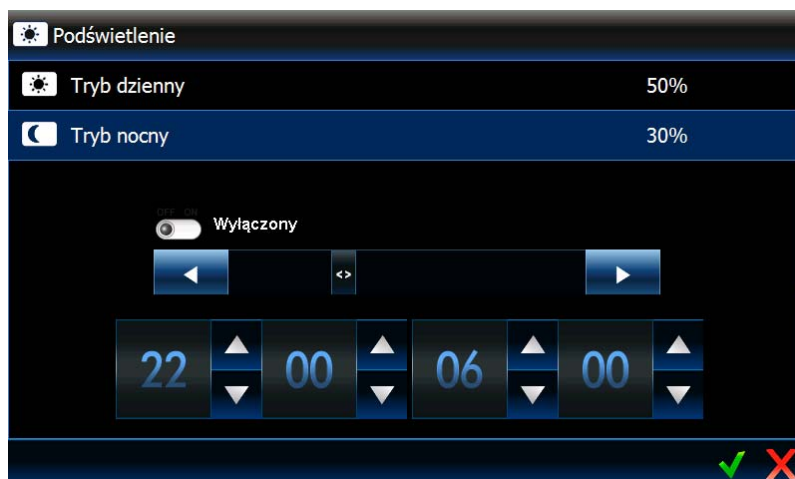 Podświetlenie
Tryb dzienny 50%
Tryb nocny 30%
OFF ON
Wyłączony
<>
22 00 06 00